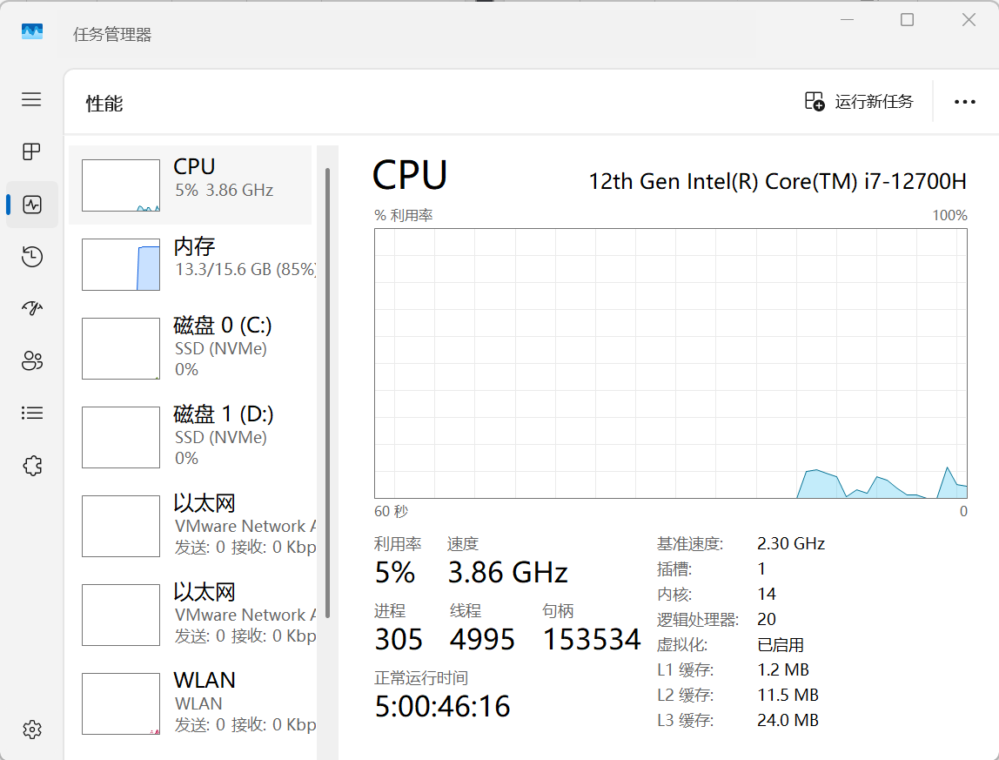 任务管理器
性能
运行新任务
CPU
5% 3.86 GHz
内存
13.3/15.6 GB (85%)
磁盘 0 (C:)
SSD (NVMe)
0%
磁盘 1 (D:)
SSD (NVMe)
0%
以太网
VMware Network A
发送: 0 接收: 0 Kbp
以太网
VMware Network A
发送: 0 接收: 0 Kbp
WLAN
WLAN
发送: 0 接收: 0 Kbp
CPU
12th Gen Intel(R) Core(TM) i7-12700H
% 利用率
100%
60 秒
0
利用率 速度
5% 3.86 GHz
进程 线程 句柄
305 4995 153534
正常运行时间
5:00:46:16
基准速度: 2.30 GHz
插槽: 1
内核: 14
逻辑处理器: 20
虚拟化: 已启用
L1 缓存: 1.2 MB
L2 缓存: 11.5 MB
L3 缓存: 24.0 MB